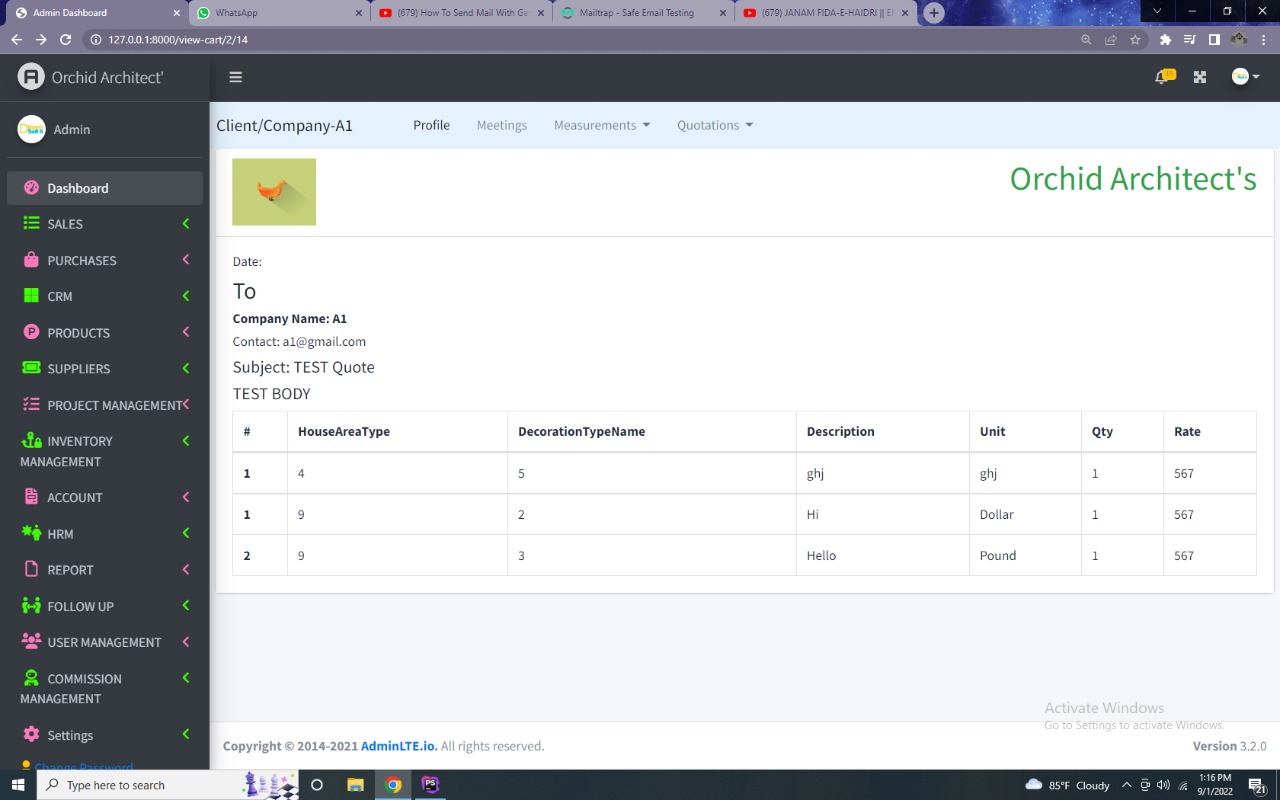 Admin Dashboard
WhatsApp
(679) How To Send Mail With Ge
Mailtrap - Safe Email Testing
(679) JANAM FIDA-E-HAIDRI ||
127.0.0.1:8000/view-cart/2/14
Orchid Architect'
15
Admin
Client/Company-A1
Profile
Meetings
Measurements
Quotations
Orchid Architect's
Dashboard
SALES
PURCHASES
CRM
PRODUCTS
SUPPLIERS
PROJECT MANAGEMENT
INVENTORY
MANAGEMENT
ACCOUNT
HRM
REPORT
FOLLOW UP
USER MANAGEMENT
COMMISSION
MANAGEMENT
Settings
Change Password
Date:
To
Company Name: A1
Contact: a1@gmail.com
Subject: TEST Quote
TEST BODY
# HouseAreaType DecorationTypeName Description Unit Qty Rate
1 4 5 ghj ghj 1 567
1 9 2 Hi Dollar 1 567
2 9 3 Hello Pound 1 567
Activate Windows
Go to Settings to activate Windows.
Copyright © 2014-2021 AdminLTE.io. All rights reserved.
Version 3.2.0
Type here to search
PS
85°F Cloudy
1:16 PM
9/1/2022
21